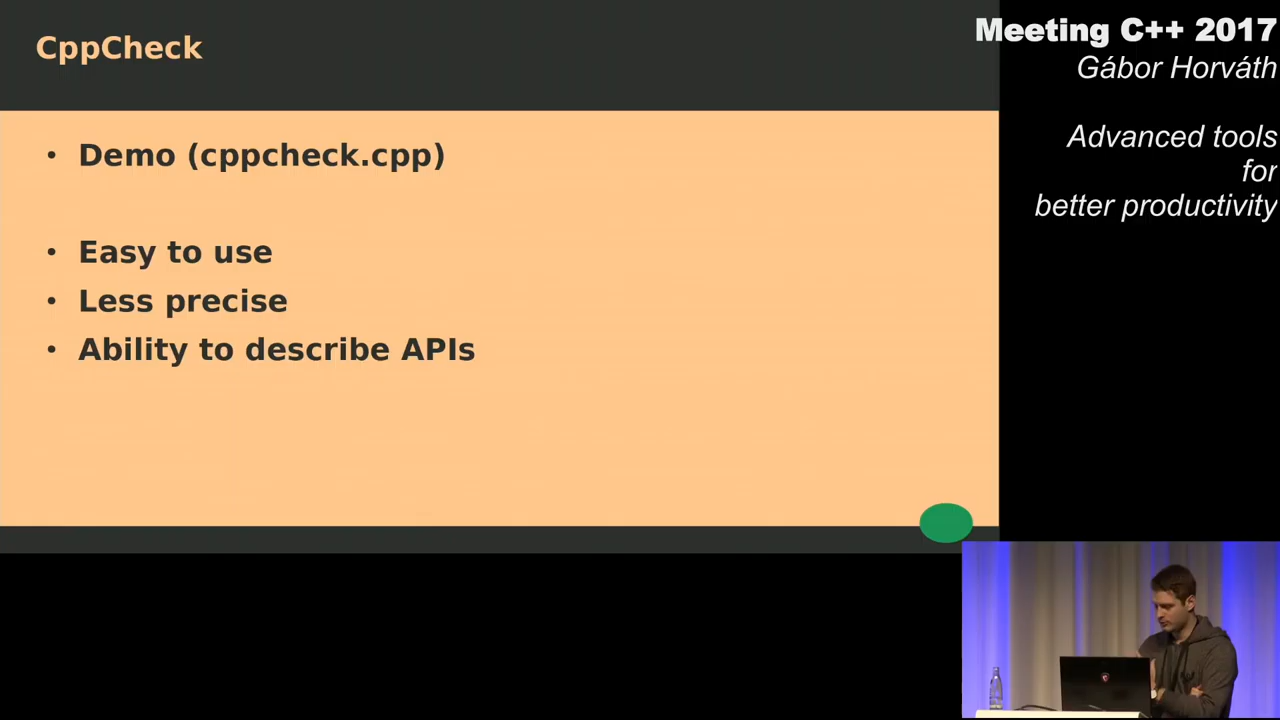 CppCheck
• Demo (cppcheck.cpp)
• Easy to use
• Less precise
• Ability to describe APIs
Meeting C++ 2017
Gábor Horváth
Advanced tools
for
better productivity